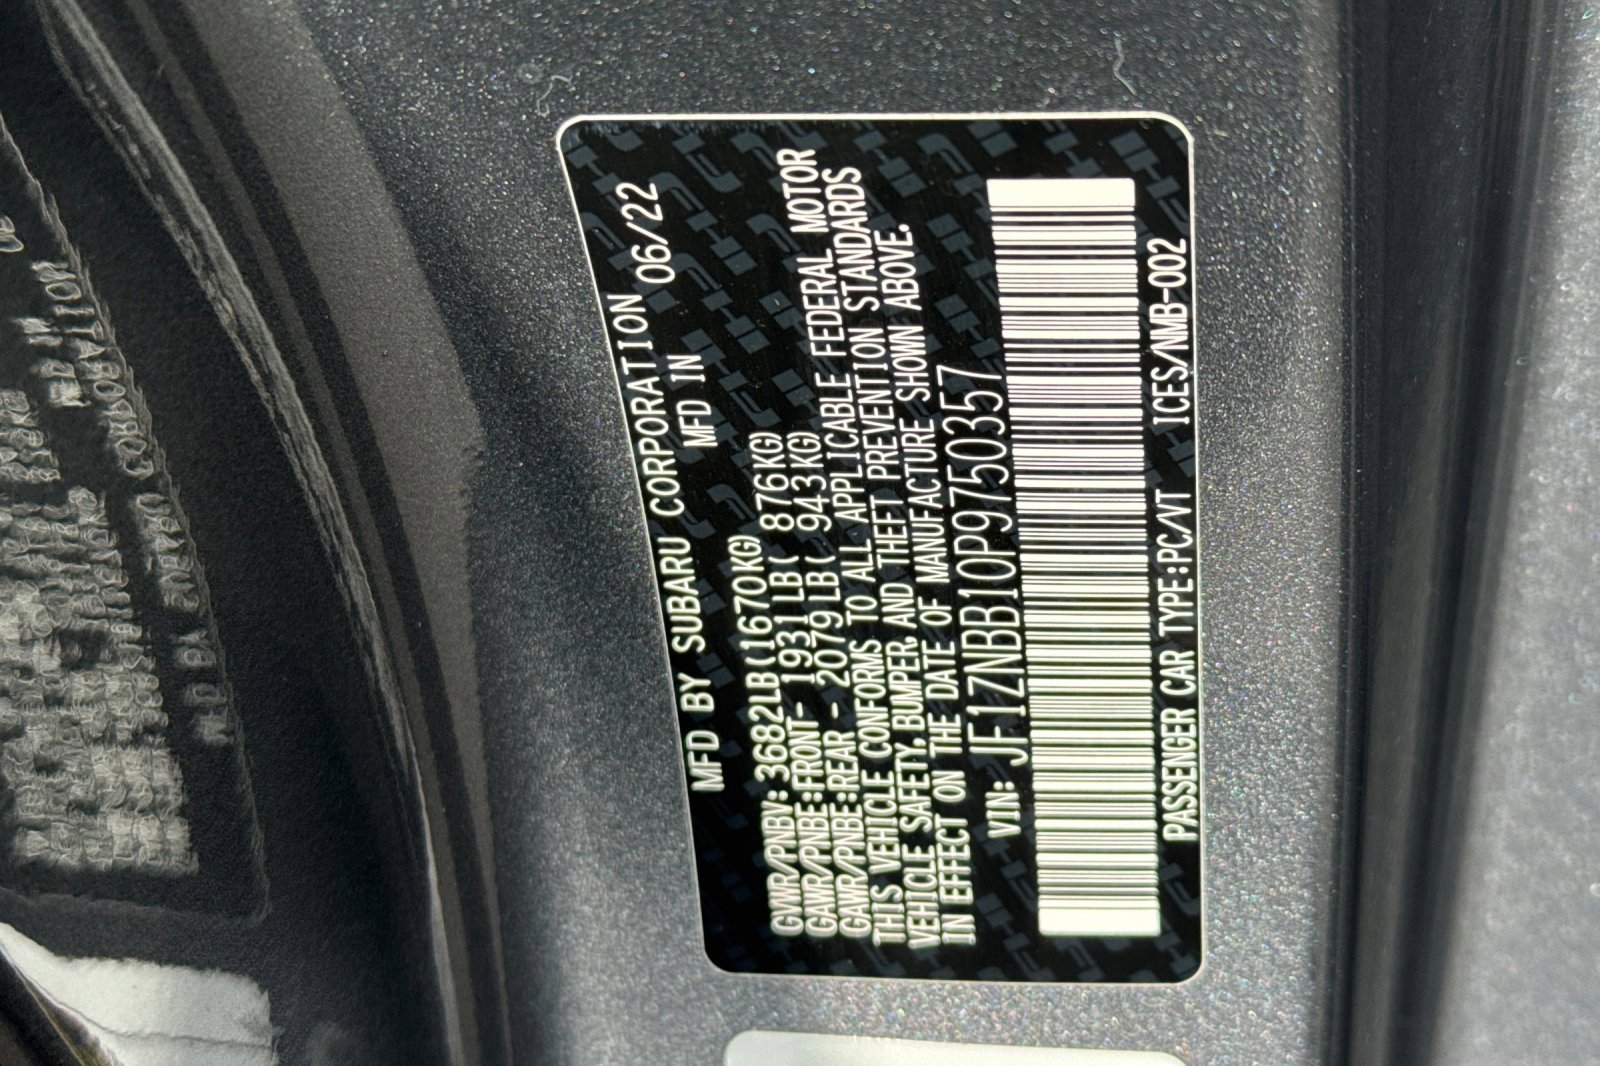 MFD BY SUBARU CORPORATION
MFD IN 06/22
GVWR/PNBV: 3682LB(1670KG)
GAWR/PNBE:FRONT- 1931LB( 876KG)
GAWR/PNBE:REAR - 2079LB( 943KG)
THIS VEHICLE CONFORMS TO ALL APPLICABLE FEDERAL MOTOR
VEHICLE SAFETY, BUMPER, AND THEFT PREVENTION STANDARDS
IN EFFECT ON THE DATE OF MANUFACTURE SHOWN ABOVE.
VIN: JF1ZNBB10P9750357
PASSENGER CAR TYPE:PC/VT ICES/NMB-002